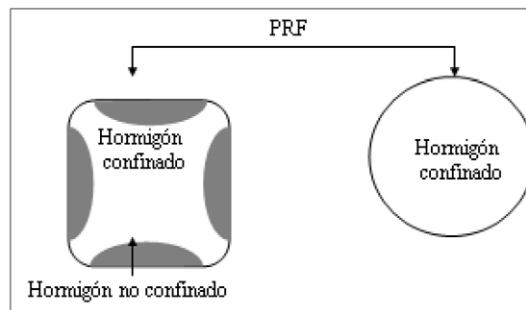 PRF
Hormigón
confinado
Hormigón
confinado
Hormigón no confinado